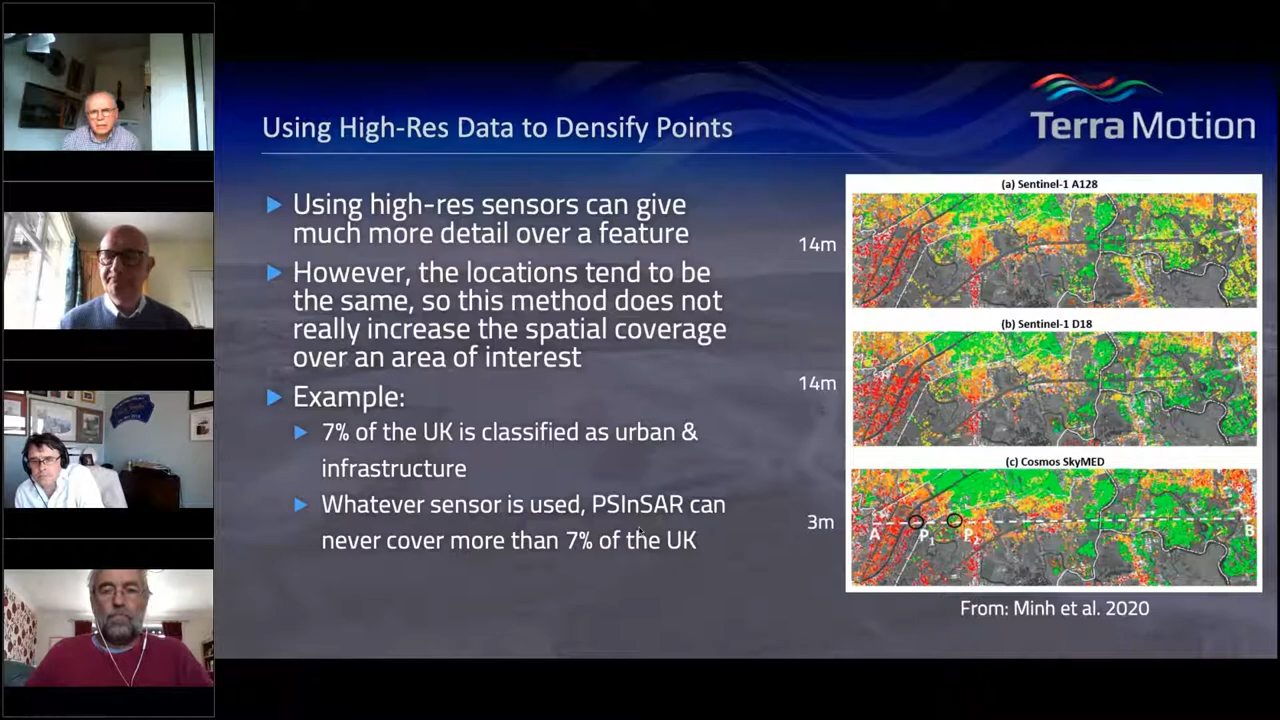 Using High-Res Data to Densify Points
Terra Motion
Using high-res sensors can give
much more detail over a feature
However, the locations tend to be
the same, so this method does not
really increase the spatial coverage
over an area of interest
Example:
7% of the UK is classified as urban &
infrastructure
Whatever sensor is used, PSInSAR can
never cover more than 7% of the UK
(a) Sentinel-1 A128
14m
(b) Sentinel-1 D18
14m
(c) Cosmos SkyMED
3m
A P1 P2 B
From: Minh et al. 2020